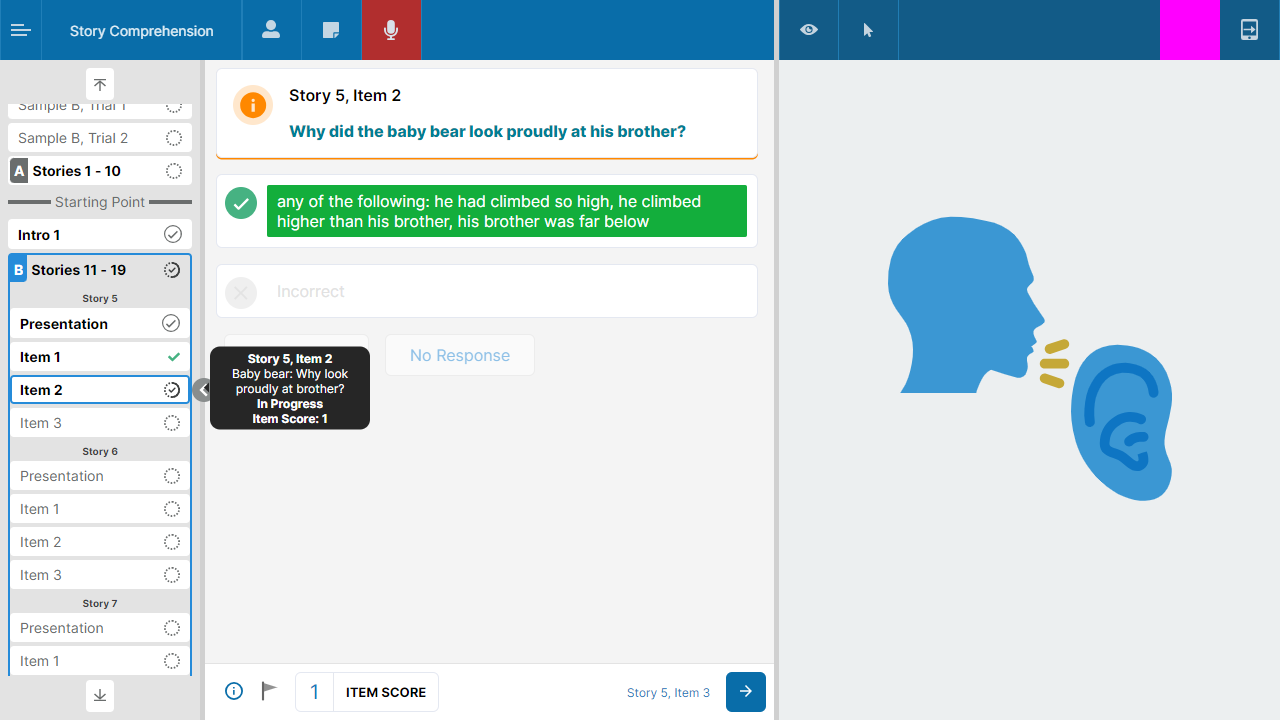 Story Comprehension
Sample B, Trial 1
Sample B, Trial 2
A Stories 1 - 10
Starting Point
Intro 1
B Stories 11 - 19
Story 5
Presentation
Item 1
Item 2
Item 3
Story 6
Presentation
Item 1
Item 2
Item 3
Story 7
Presentation
Item 1
Story 5, Item 2
Why did the baby bear look proudly at his brother?
any of the following: he had climbed so high, he climbed
higher than his brother, his brother was far below
Incorrect
No Response
Story 5, Item 2
Baby bear: Why look
proudly at brother?
In Progress
Item Score: 1
1 ITEM SCORE
Story 5, Item 3